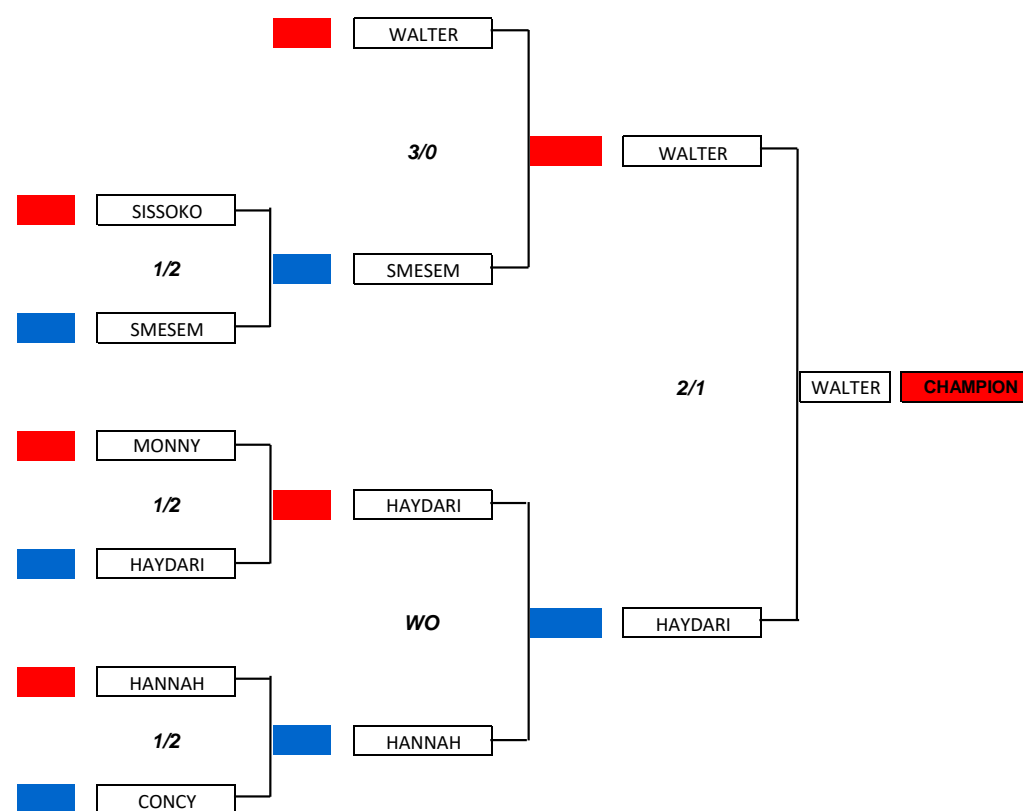 WALTER
3/0
WALTER
SISSOKO
1/2
SMESEM
SMESEM
2/1
WALTER CHAMPION
MONNY
1/2
HAYDARI
HAYDARI
WO
HAYDARI
HANNAH
1/2
HANNAH
CONCY